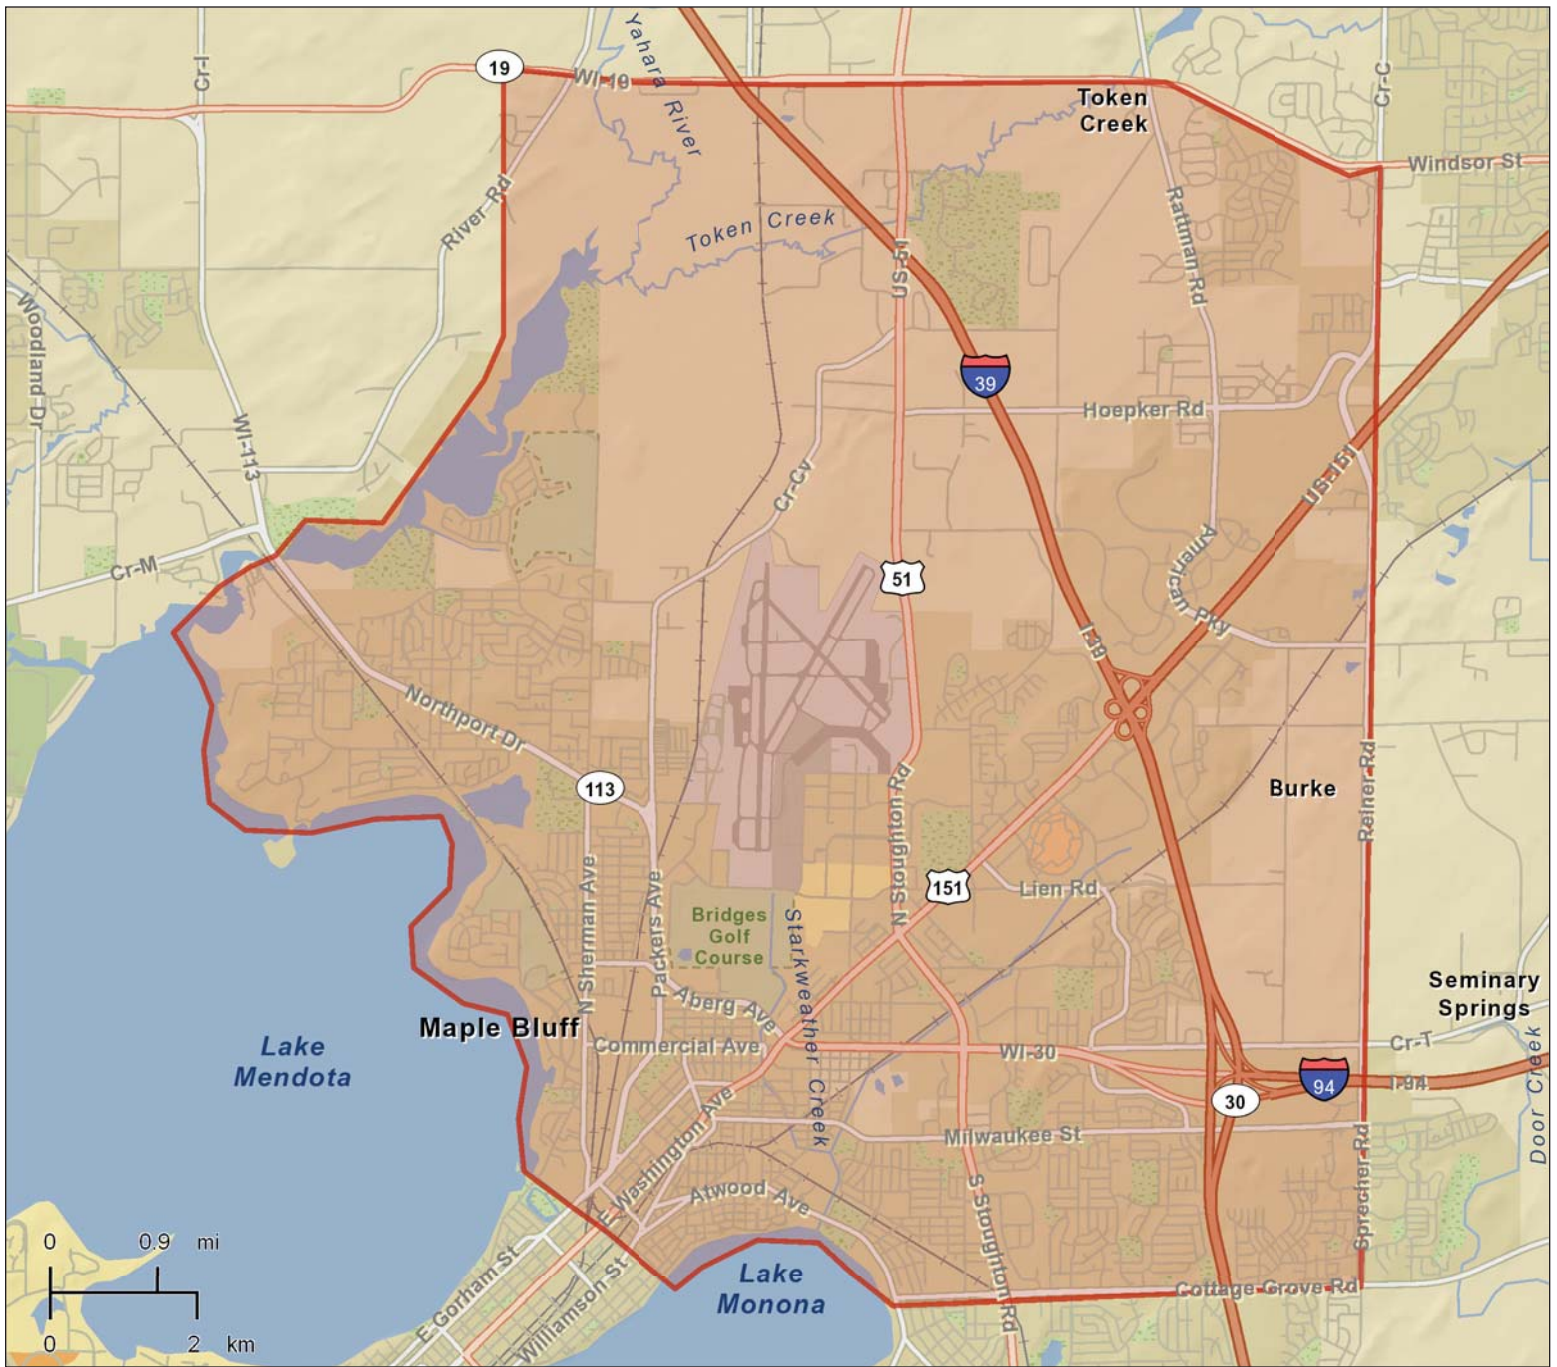 Cr-I
19
WI-19
Yahara River
Token
Creek
Cr-C
Windsor St
River Rd
Token Creek
US-51
Rattman Rd
Woodland Dr
39
Hoepker Rd
WI-113
Cr-Cv
US-151
Cr-M
51
American Pky
I-39
Northport Dr
113
Burke
Reiner Rd
N Stoughton Rd
151
Lien Rd
N Sherman Ave
Packers Ave
Bridges
Golf
Course
Starkweather Creek
Aberg Ave
Seminary
Springs
Maple Bluff
Commercial Ave
WI-30
Cr-T
Lake
Mendota
94
I-94
30
Door Creek
E Washington Ave
Milwaukee St
Atwood Ave
S Stoughton Rd
Sprecher Rd
0 0.9 mi
0 2 km
E Gorham St
Williamson St
Lake
Monona
Cottage Grove Rd